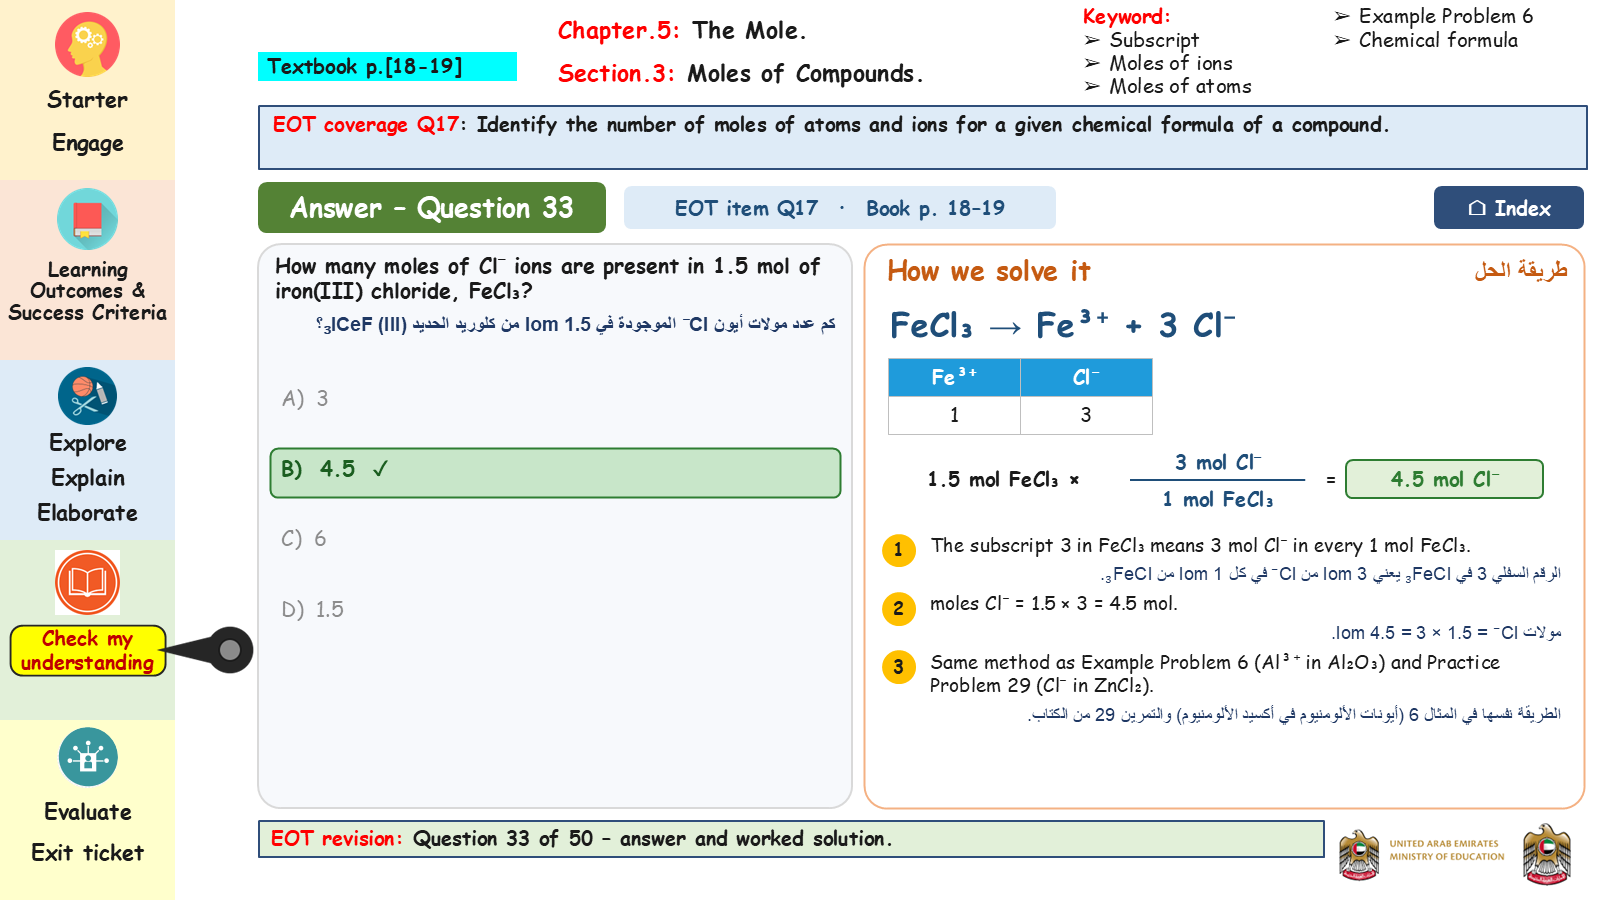 Starter
Engage
Learning
Outcomes &
Success Criteria
Explore
Explain
Elaborate
Check my
understanding
Evaluate
Exit ticket
Textbook p.[18-19]
Chapter.5: The Mole.
Section.3: Moles of Compounds.
Keyword:
➢ Subscript
➢ Moles of ions
➢ Moles of atoms
➢ Example Problem 6
➢ Chemical formula
EOT coverage Q17: Identify the number of moles of atoms and ions for a given chemical formula of a compound.
Answer – Question 33
EOT item Q17 · Book p. 18–19
Index
How many moles of Cl⁻ ions are present in 1.5 mol of
iron(III) chloride, FeCl₃?
كم عدد مولات أيون Cl⁻ الموجودة في 1.5 lom من كلوريد الحديد (III) ICeF₃؟
A) 3
B) 4.5 ✓
C) 6
D) 1.5
How we solve it
طريقة الحل
FeCl₃ → Fe³⁺ + 3 Cl⁻
Fe³⁺ Cl⁻
1 3
1.5 mol FeCl₃ × 3 mol Cl⁻ / 1 mol FeCl₃ = 4.5 mol Cl⁻
1 The subscript 3 in FeCl₃ means 3 mol Cl⁻ in every 1 mol FeCl₃.
الرقم السفلي 3 في FeCl₃ يعني 3 lom من Cl⁻ في كل 1 lom من FeCl₃.
2 moles Cl⁻ = 1.5 × 3 = 4.5 mol.
مولات Cl⁻ = 1.5 × 3 = 4.5 lom.
3 Same method as Example Problem 6 (Al³⁺ in Al₂O₃) and Practice
Problem 29 (Cl⁻ in ZnCl₂).
الطريقة نفسها في المثال 6 (أيونات الألومنيوم في أكسيد الألومنيوم) والتمرين 29 من الكتاب.
EOT revision: Question 33 of 50 – answer and worked solution.
UNITED ARAB EMIRATES
MINISTRY OF EDUCATION